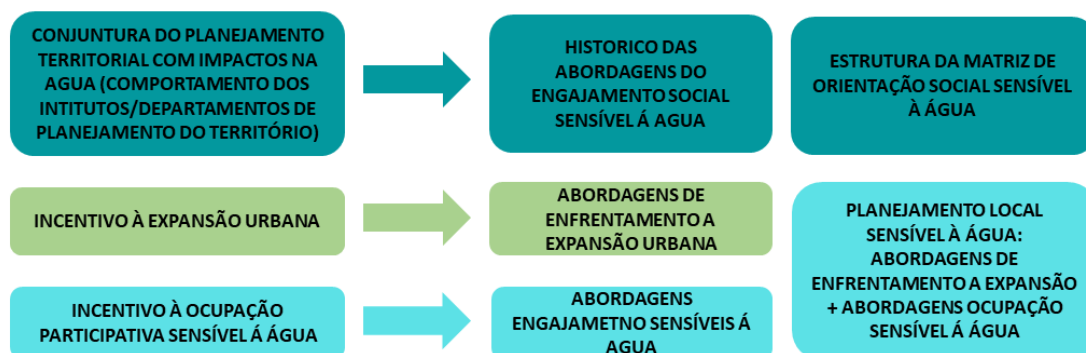 CONJUNTURA DO PLANEJAMENTO
TERRITORIAL COM IMPACTOS NA
AGUA (COMPORTAMENTO DOS
INTITUTOS/DEPARTAMENTOS DE
PLANEJAMENTO DO TERRITÓRIO)
HISTORICO DAS
ABORDAGENS DO
ENGAJAMENTO SOCIAL
SENSÍVEL Á AGUA
ESTRUTURA DA MATRIZ DE
ORIENTAÇÃO SOCIAL SENSÍVEL
À ÁGUA
INCENTIVO À EXPANSÃO URBANA
ABORDAGENS DE
ENFRENTAMENTO A
EXPANSÃO URBANA
PLANEJAMENTO LOCAL
SENSÍVEL À ÁGUA:
ABORDAGENS DE
ENFRENTAMENTO A EXPANSÃO
+ ABORDAGENS OCUPAÇÃO
SENSÍVEL Á ÁGUA
INCENTIVO À OCUPAÇÃO
PARTICIPATIVA SENSÍVEL Á ÁGUA
ABORDAGENS
ENGAJAMETNO SENSÍVEIS Á
AGUA